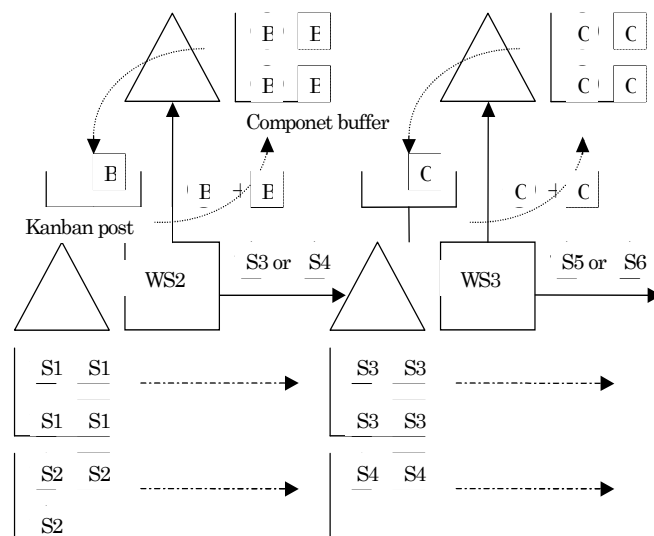 B B C C
B B C C
Componet buffer
B C
B + B C + C
Kanban post
WS2 S3 or S4 WS3 S5 or S6
S1 S1 S3 S3
S1 S1 S3 S3
S2 S2 S4 S4
S2